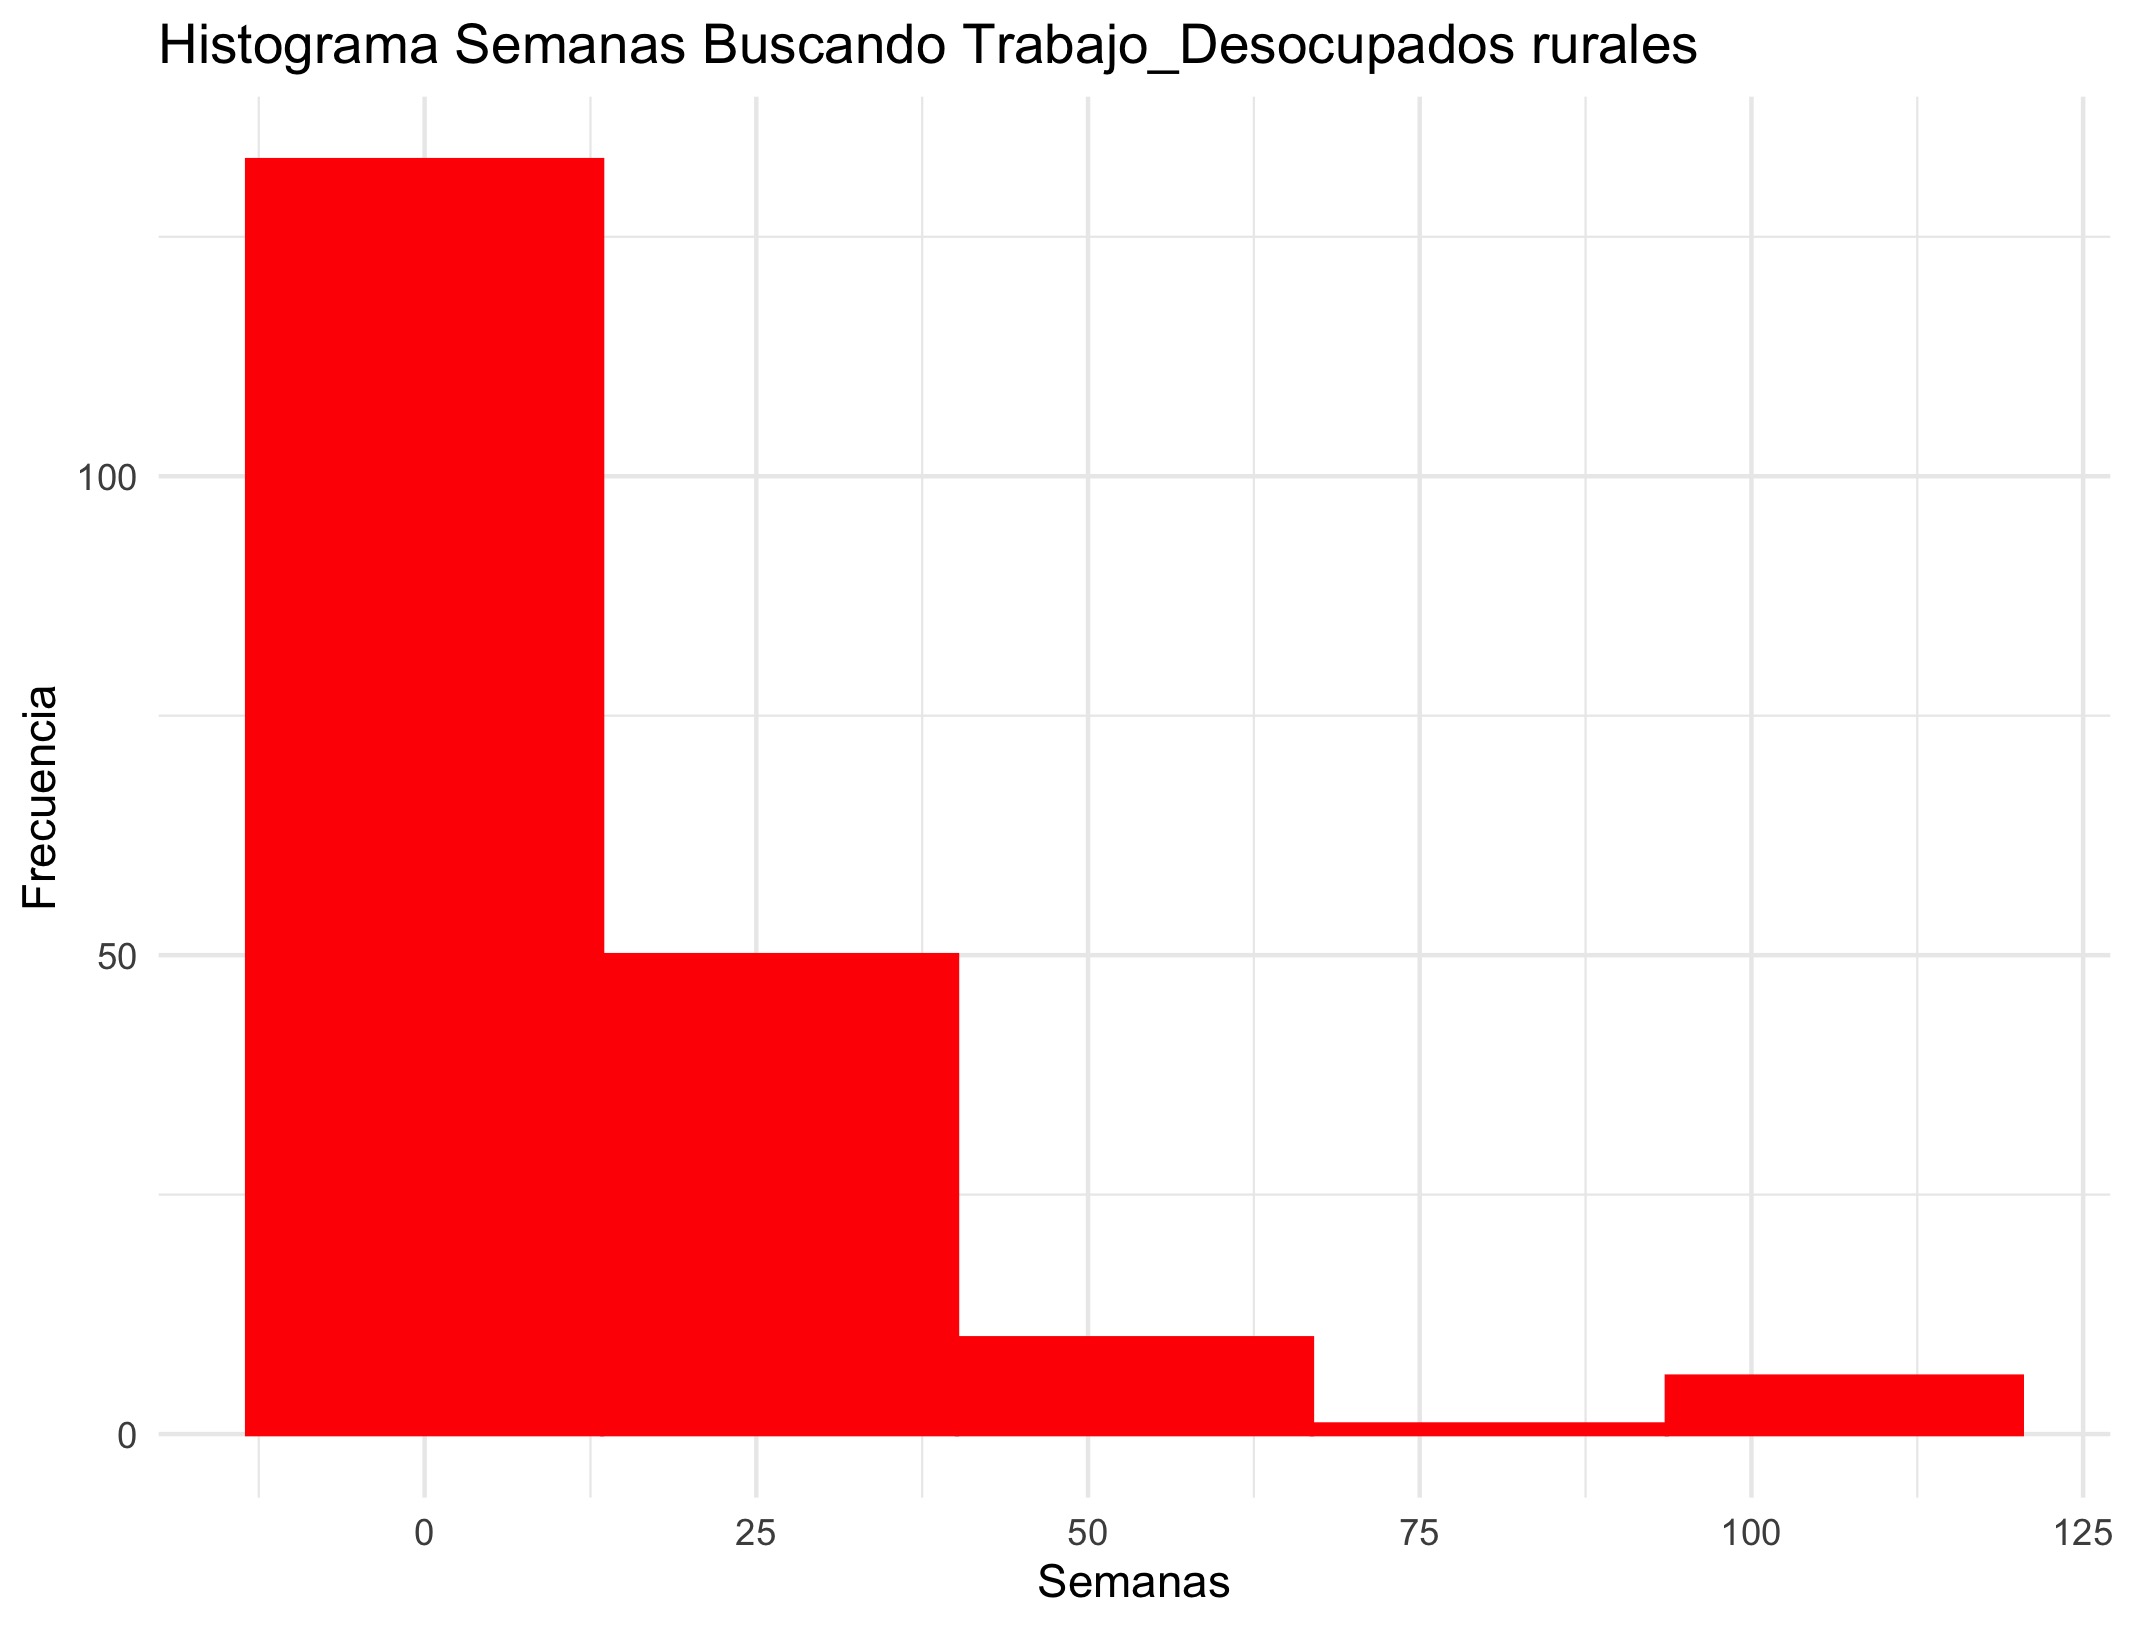 Histograma Semanas Buscando Trabajo_Desocupados rurales
Frecuencia
100
50
0
0 25 50 75 100 125
Semanas